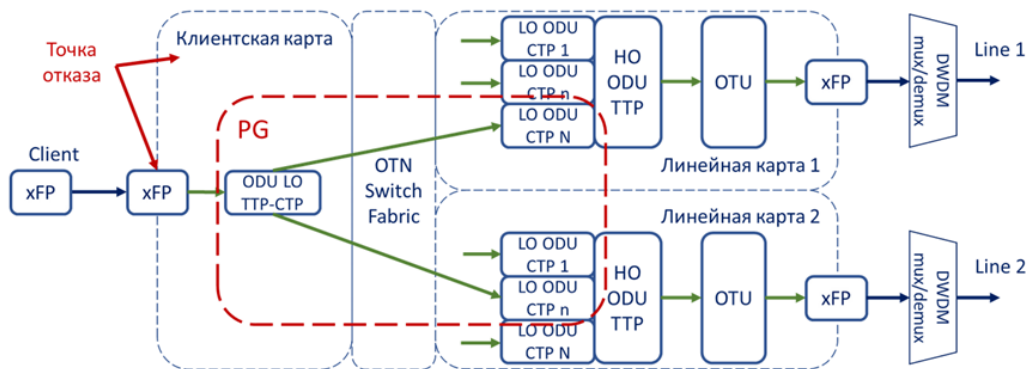 Точка
отказа
Клиентская карта
PG
Client
xFP
xFP
ODU LO
TTP-CTP
OTN
Switch
Fabric
LO ODU
CTP 1
LO ODU
CTP n
LO ODU
CTP N
HO
ODU
TTP
OTU
xFP
DWDM
mux/demux
Line 1
Линейная карта 1
Линейная карта 2
LO ODU
CTP 1
LO ODU
CTP n
LO ODU
CTP N
HO
ODU
TTP
OTU
xFP
DWDM
mux/demux
Line 2